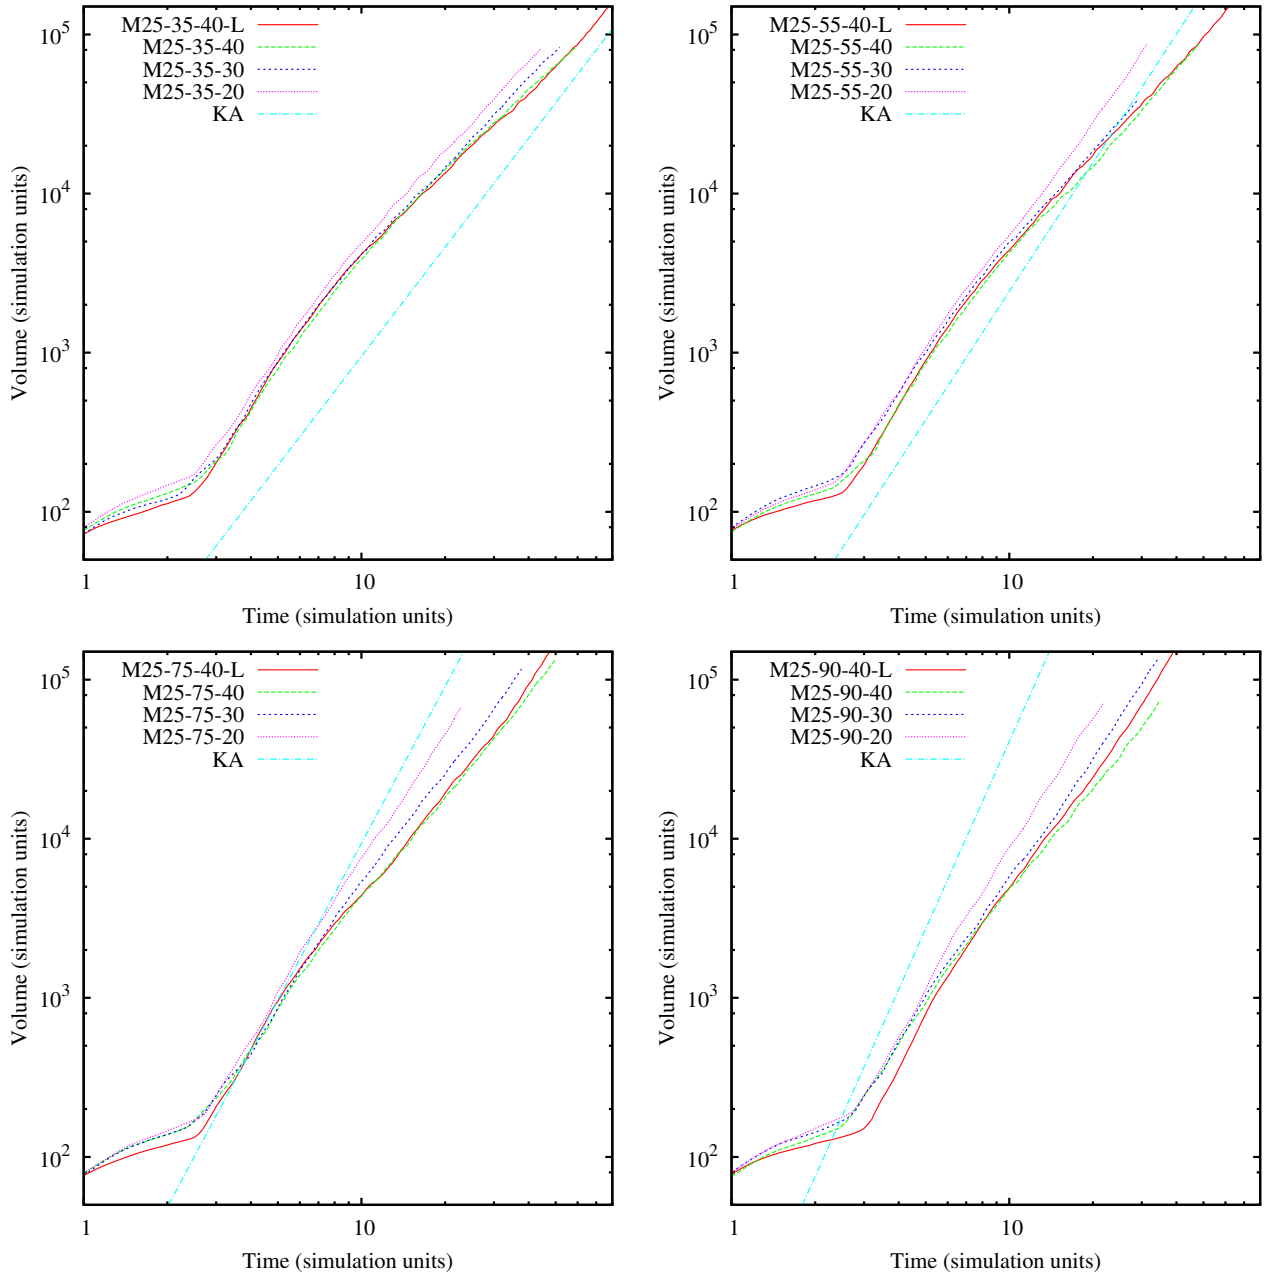 M25-35-40-L
M25-35-40
M25-35-30
M25-35-20
KA
10^5
10^4
10^3
10^2
1
10
Volume (simulation units)
Time (simulation units)
M25-55-40-L
M25-55-40
M25-55-30
M25-55-20
KA
10^5
10^4
10^3
10^2
1
10
Volume (simulation units)
Time (simulation units)
M25-75-40-L
M25-75-40
M25-75-30
M25-75-20
KA
10^5
10^4
10^3
10^2
1
10
Volume (simulation units)
Time (simulation units)
M25-90-40-L
M25-90-40
M25-90-30
M25-90-20
KA
10^5
10^4
10^3
10^2
1
10
Volume (simulation units)
Time (simulation units)